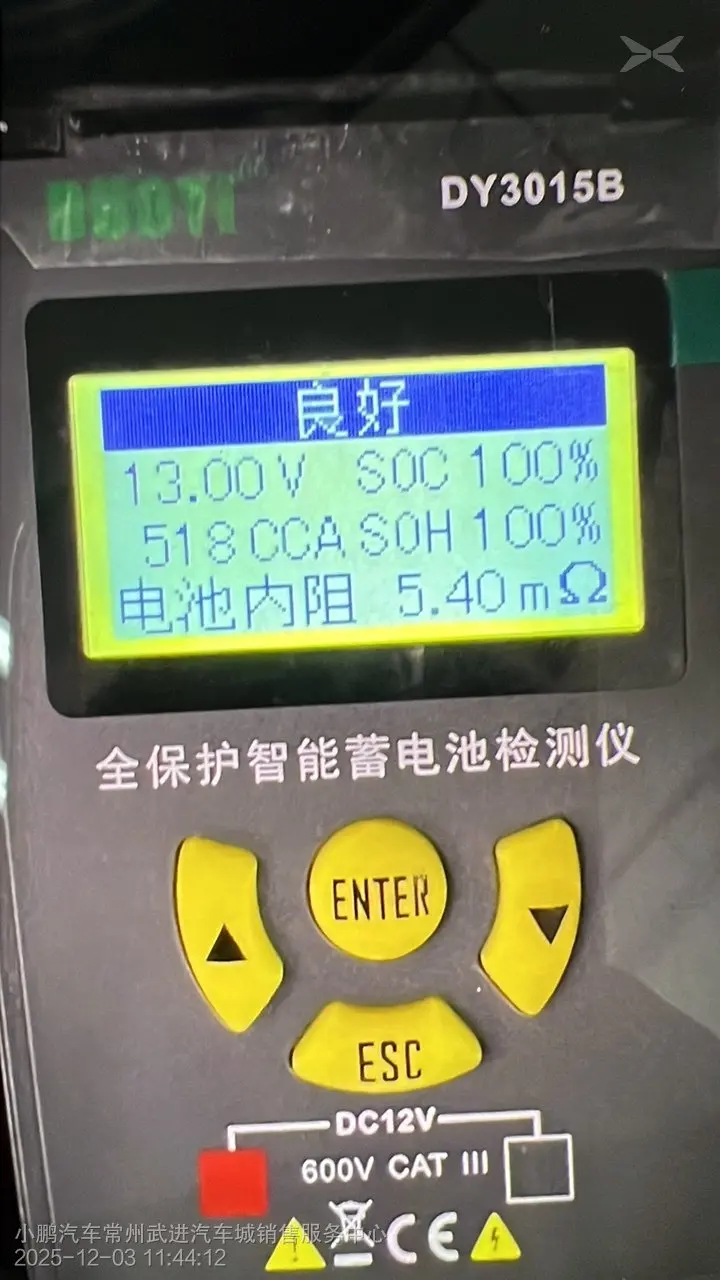 DY3015B
良好
13.00V SOC 100%
518CCA SOH 100%
电池内阻 5.40mΩ
全保护智能蓄电池检测仪
ENTER
ESC
DC12V
600V CAT III
CE
小鹏汽车常州武进汽车城销售服务中心
2025-12-03 11:44:12